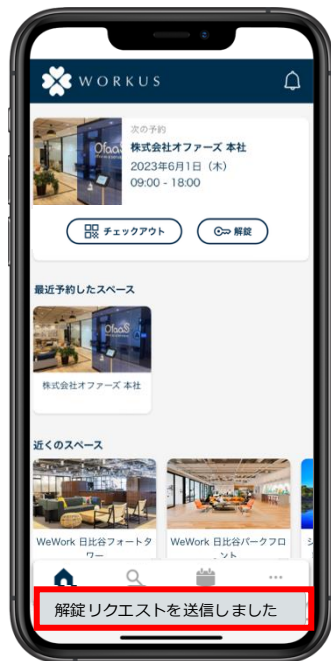 WORKUS
次の予約
株式会社オファーズ 本社
2023年6月1日（木）
09:00 - 18:00
OfaaS
チェックアウト
解錠
最近予約したスペース
OfaaS
株式会社オファーズ 本社
近くのスペース
WeWork 日比谷フォートタ
ワー
WeWork 日比谷パークフロ
ント
解錠リクエストを送信しました